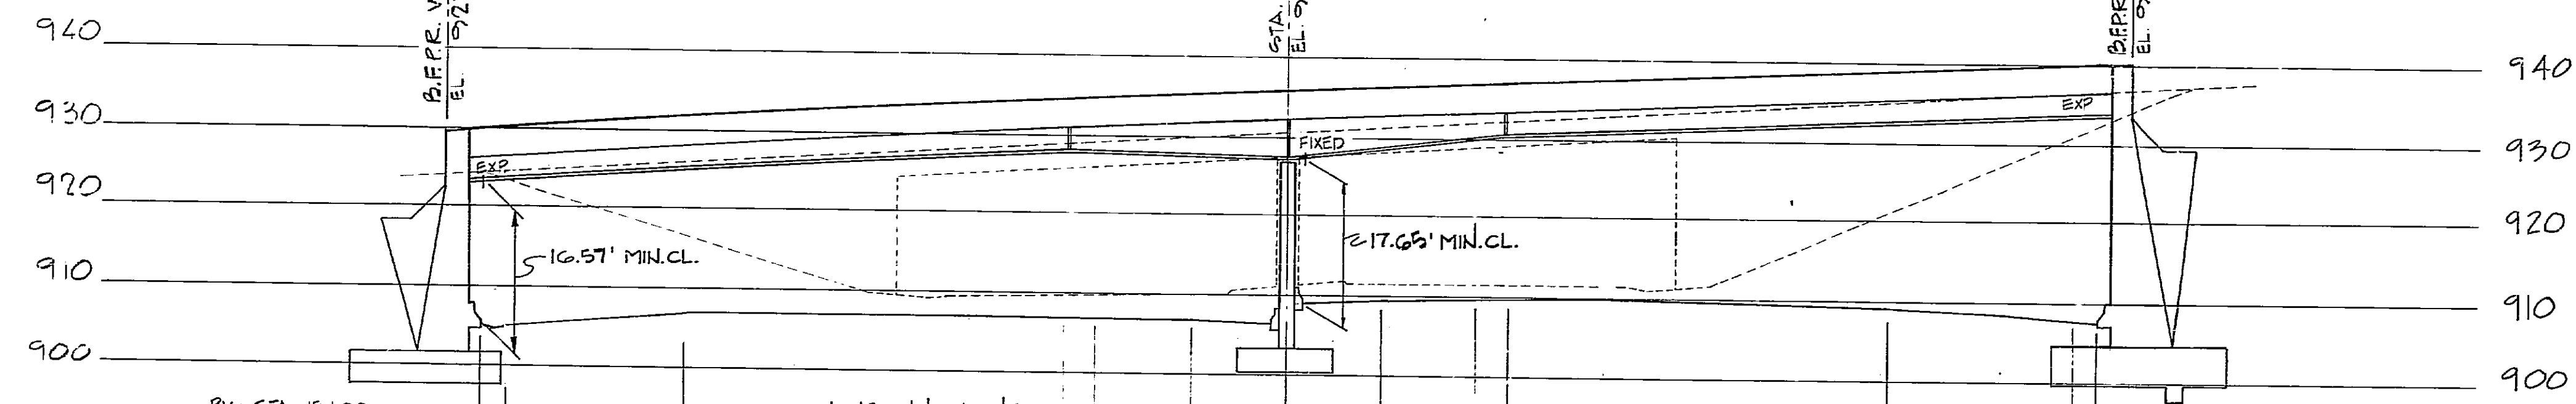 B.F.P.R.
EL.
STA.
EL.
B.F.P.R
EL.
940
940
930
930
920
920
910
910
900
900
EXP.
FIXED
EXP
16.57' MIN.CL.
17.65' MIN.CL.